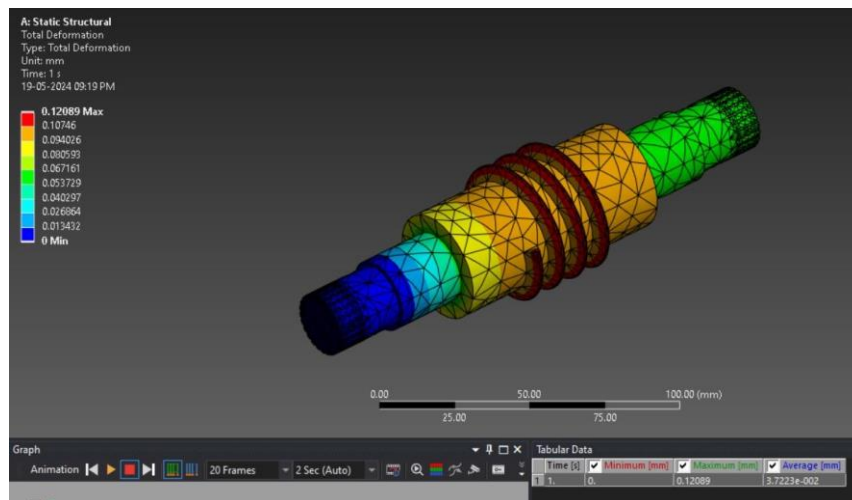 A: Static Structural
Total Deformation
Type: Total Deformation
Unit: mm
Time: 1 s
19-05-2024 09:19 PM
0.12089 Max
0.10746
0.094026
0.080593
0.067161
0.053729
0.040297
0.026864
0.013432
0 Min
0.00 50.00 100.00 (mm)
25.00 75.00
Graph
Animation 20 Frames 2 Sec (Auto)
Tabular Data
Time [s] Minimum [mm] Maximum [mm] Average [mm]
1 1. 0. 0.12089 3.7223e-002